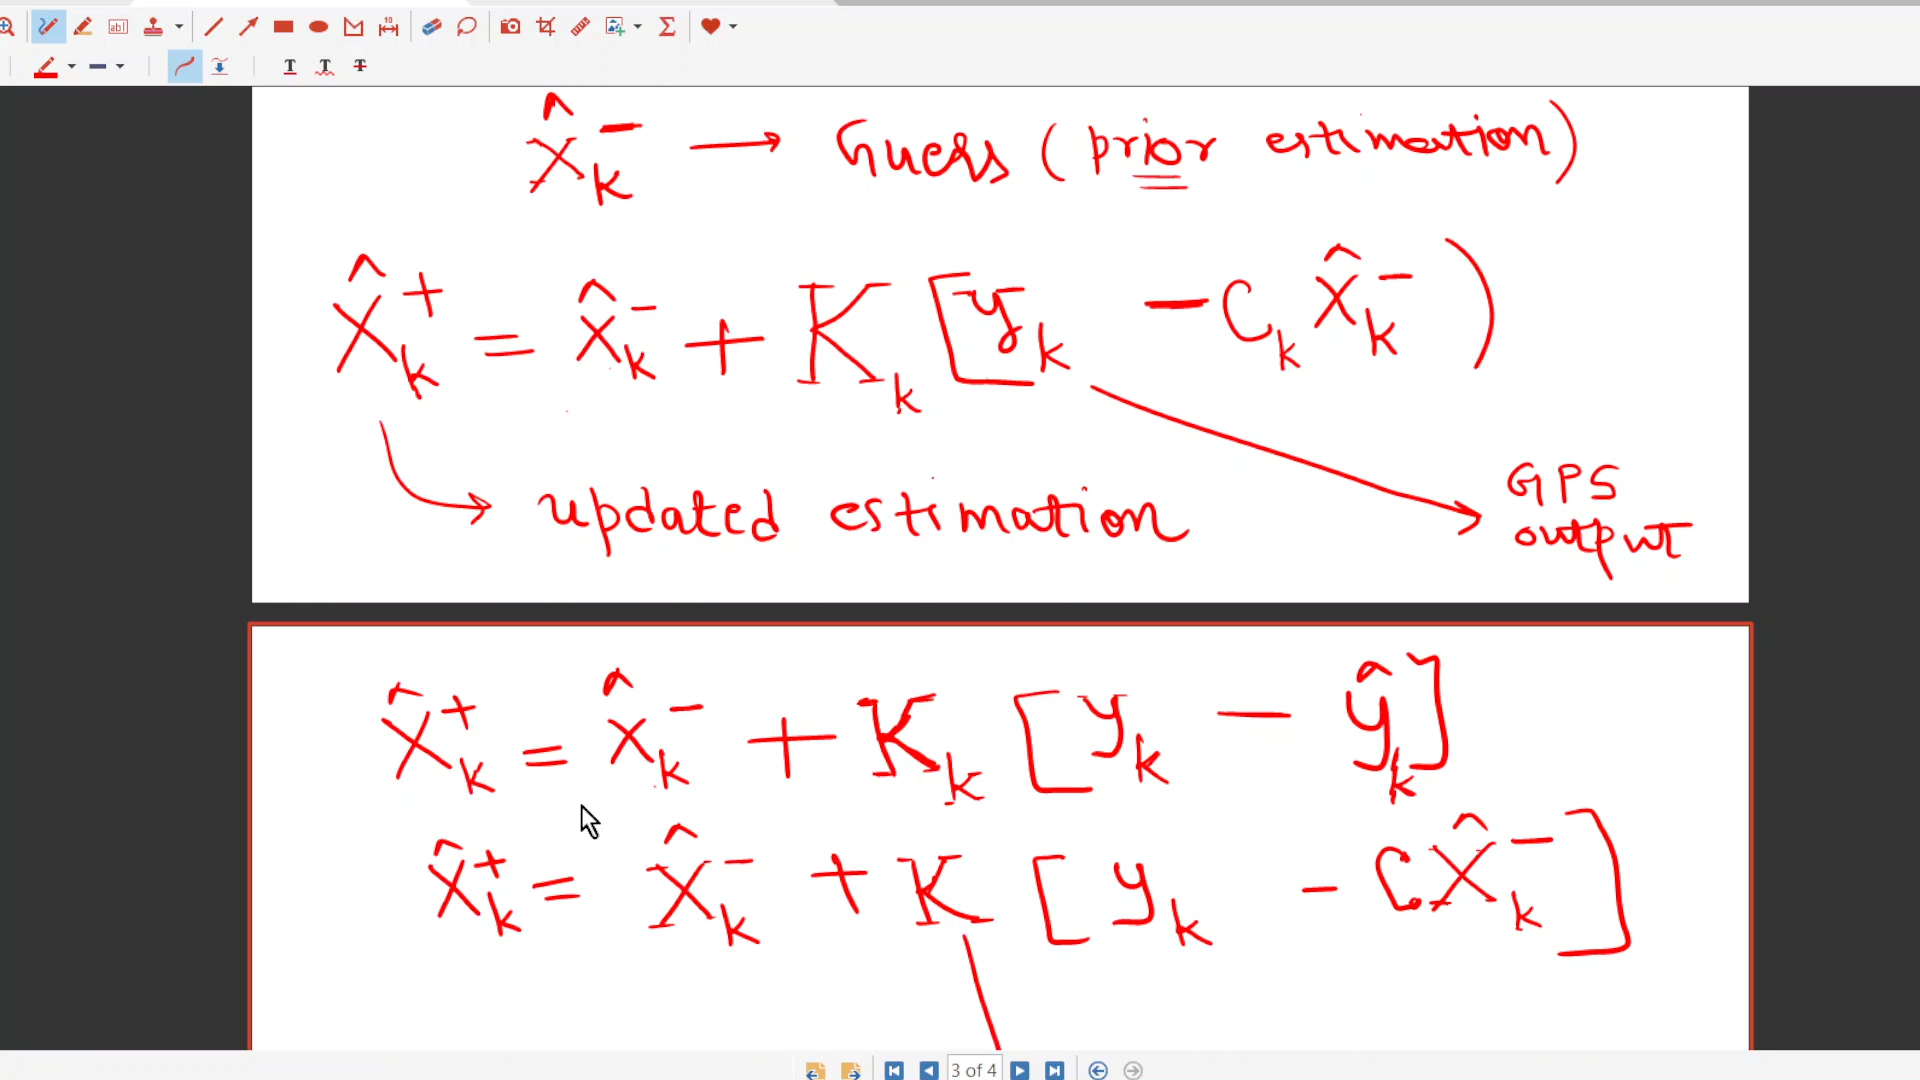 x̂ₖ⁻ → Guess (prior estimation)
x̂ₖ⁺ = x̂ₖ⁻ + Kₖ [yₖ - Cₖ x̂ₖ⁻)
updated estimation
GPS
output
x̂ₖ⁺ = x̂ₖ⁻ + Kₖ [yₖ - ŷₖ]
x̂ₖ⁺ = x̂ₖ⁻ + K [yₖ - C x̂ₖ⁻]
3 of 4